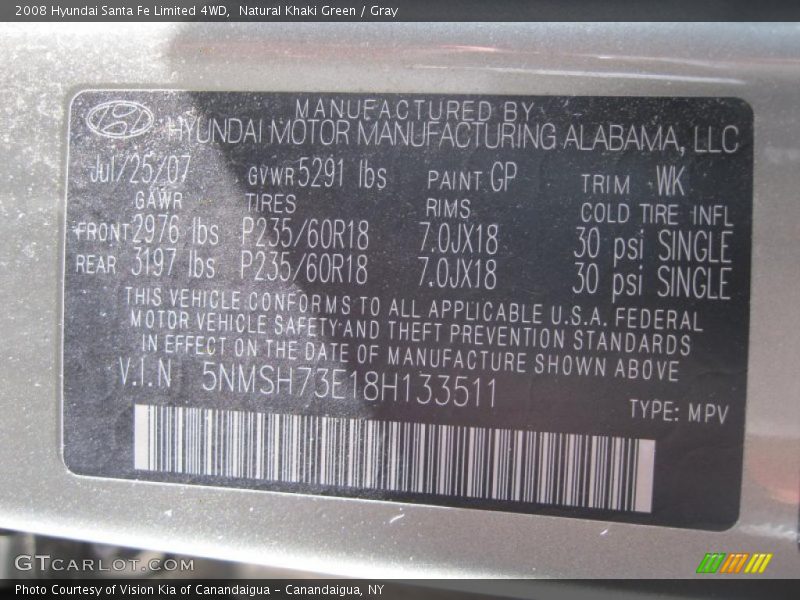 2008 Hyundai Santa Fe Limited 4WD, Natural Khaki Green / Gray
MANUFACTURED BY
HYUNDAI MOTOR MANUFACTURING ALABAMA, LLC
Jul/25/07 GVWR 5291 lbs PAINT GP TRIM WK
GAWR TIRES RIMS COLD TIRE INFL
FRONT 2976 lbs P235/60R18 7.0JX18 30 psi SINGLE
REAR 3197 lbs P235/60R18 7.0JX18 30 psi SINGLE
THIS VEHICLE CONFORMS TO ALL APPLICABLE U.S.A. FEDERAL
MOTOR VEHICLE SAFETY AND THEFT PREVENTION STANDARDS
IN EFFECT ON THE DATE OF MANUFACTURE SHOWN ABOVE
V.I.N 5NMSH73E18H133511
TYPE: MPV
GTCARLOT.COM
Photo Courtesy of Vision Kia of Canandaigua - Canandaigua, NY